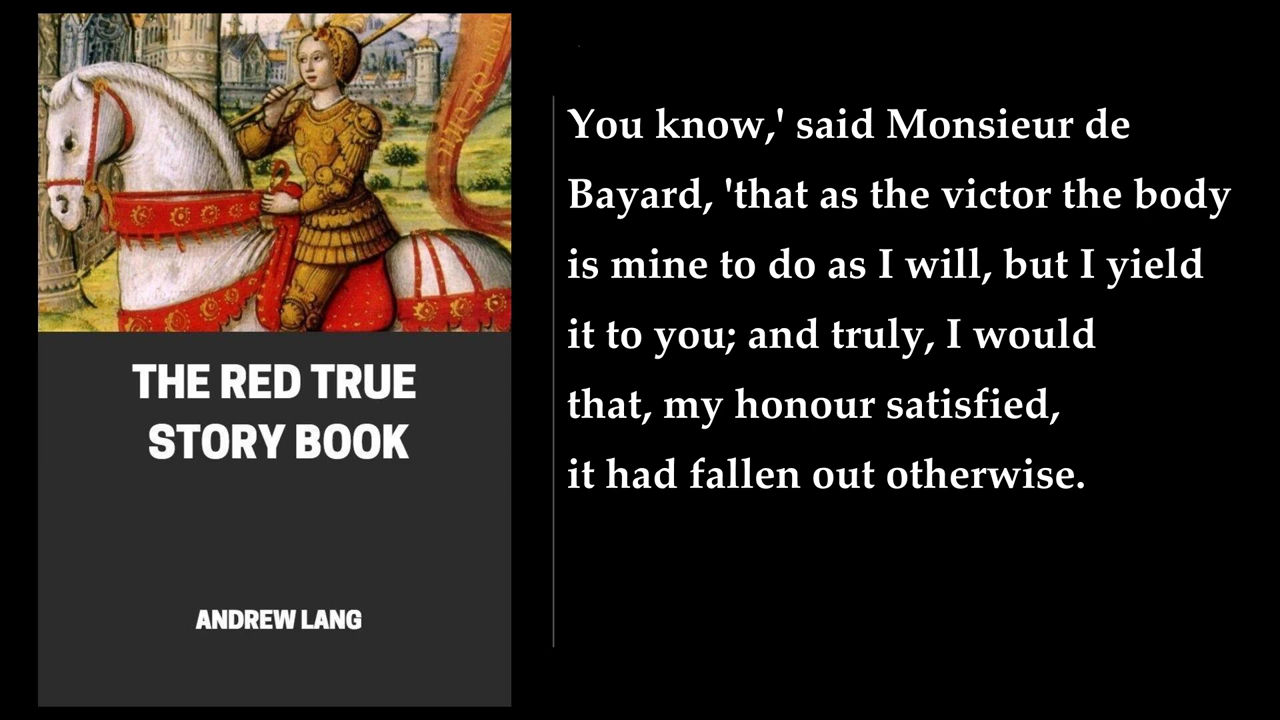 THE RED TRUE
STORY BOOK
ANDREW LANG
You know,' said Monsieur de
Bayard, 'that as the victor the body
is mine to do as I will, but I yield
it to you; and truly, I would
that, my honour satisfied,
it had fallen out otherwise.